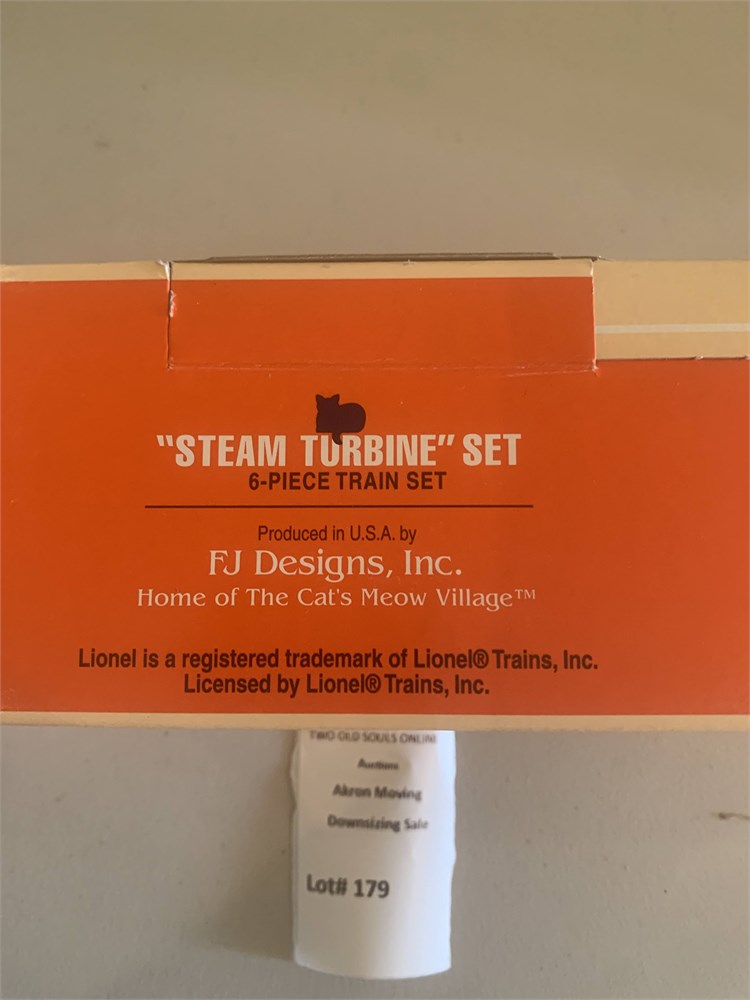 "STEAM TURBINE" SET
6-PIECE TRAIN SET
Produced in U.S.A. by
FJ Designs, Inc.
Home of The Cat's Meow Village™
Lionel is a registered trademark of Lionel® Trains, Inc.
Licensed by Lionel® Trains, Inc.
TWO OLD SOULS ONLINE
Auctions
Akron Moving
Downsizing Sale
Lot# 179